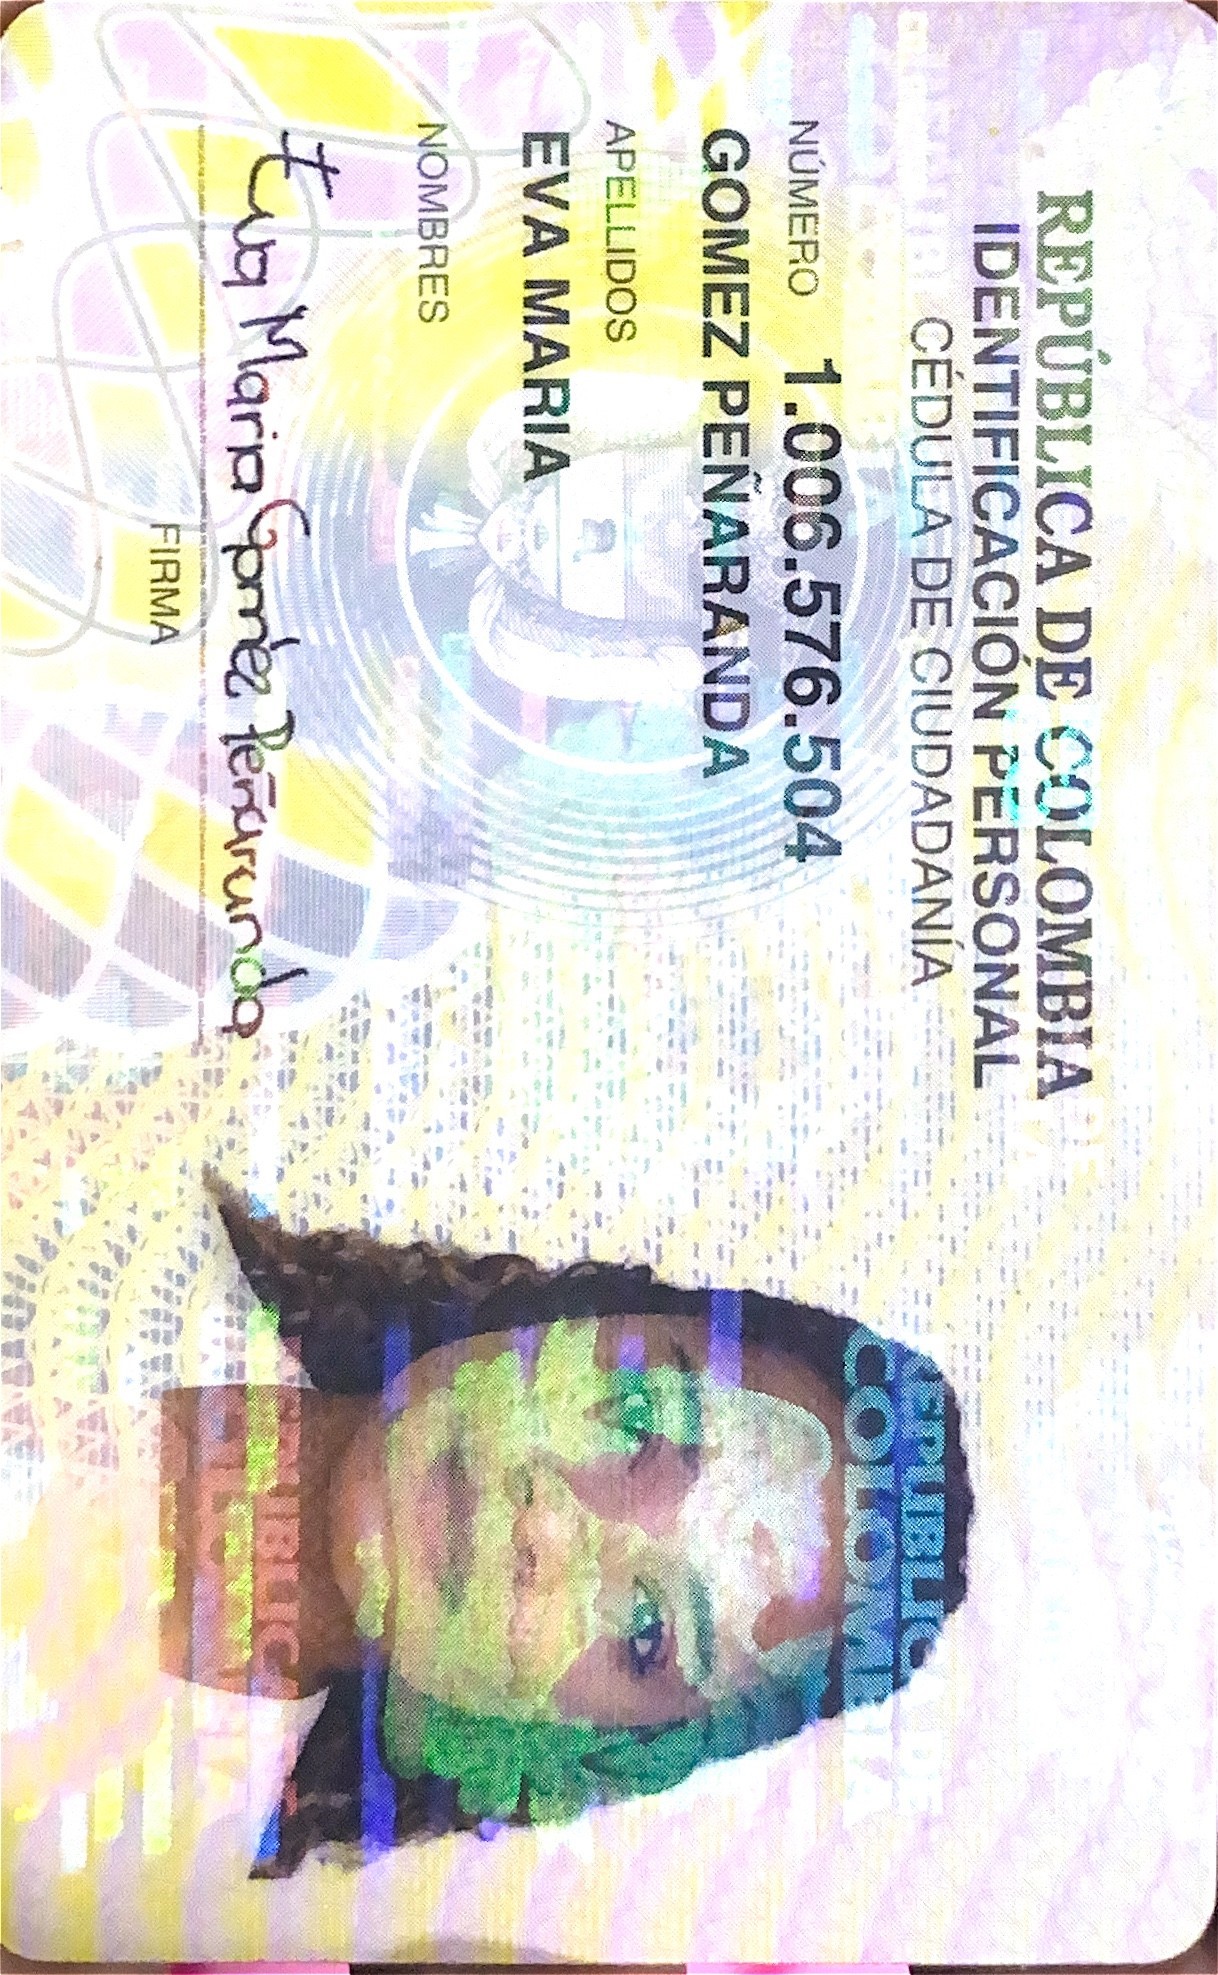 REPÚBLICA DE COLOMBIA
IDENTIFICACIÓN PERSONAL
CÉDULA DE CIUDADANÍA
NÚMERO 1.006.576.504
GOMEZ PEÑARANDA
APELLIDOS
EVA MARIA
NOMBRES
Eva Maria Goméz Peñaranda
FIRMA
REPUBLICA DE
COLOMBIA
REPUBLICA DE
COLOMBIA